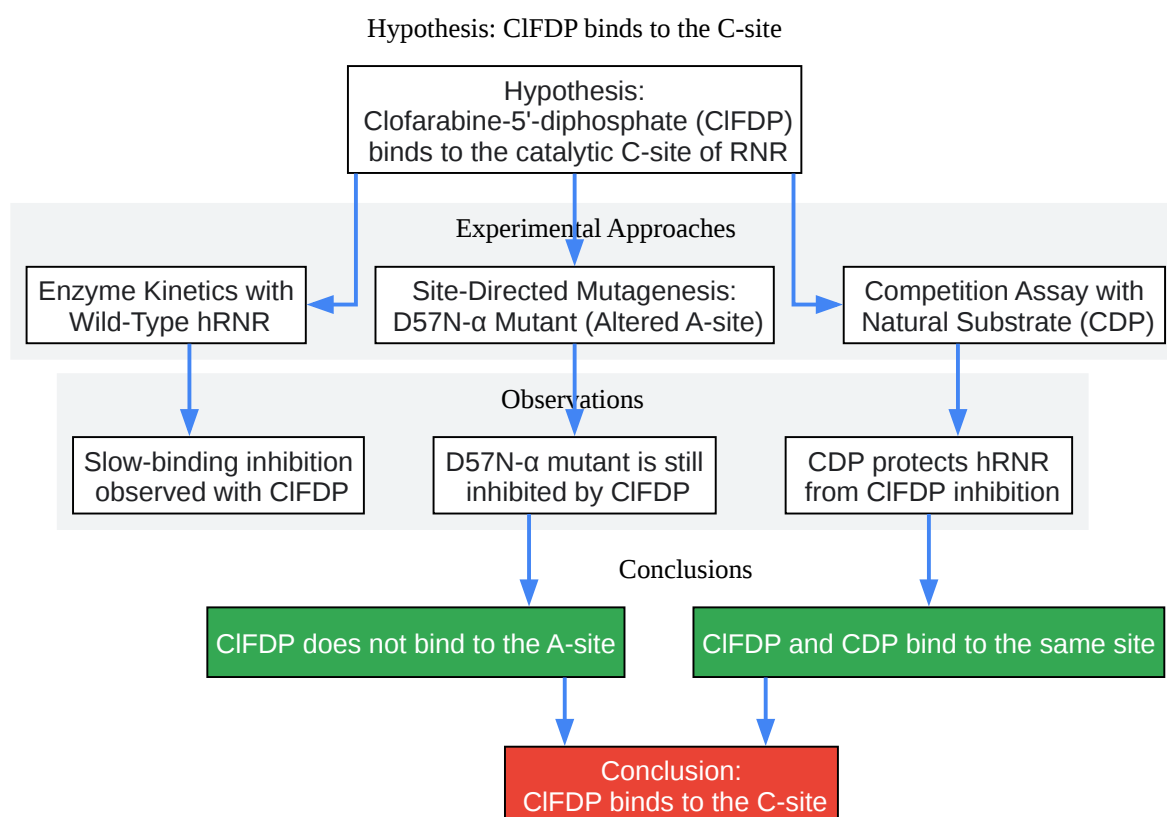 Hypothesis: ClFDP binds to the C-site
Hypothesis:
Clofarabine-5'-diphosphate (ClFDP)
binds to the catalytic C-site of RNR
Experimental Approaches
Enzyme Kinetics with
Wild-Type hRNR
Site-Directed Mutagenesis:
D57N-α Mutant (Altered A-site)
Competition Assay with
Natural Substrate (CDP)
Observations
Slow-binding inhibition
observed with ClFDP
D57N-α mutant is still
inhibited by ClFDP
CDP protects hRNR
from ClFDP inhibition
Conclusions
ClFDP does not bind to the A-site
ClFDP and CDP bind to the same site
Conclusion:
ClFDP binds to the C-site